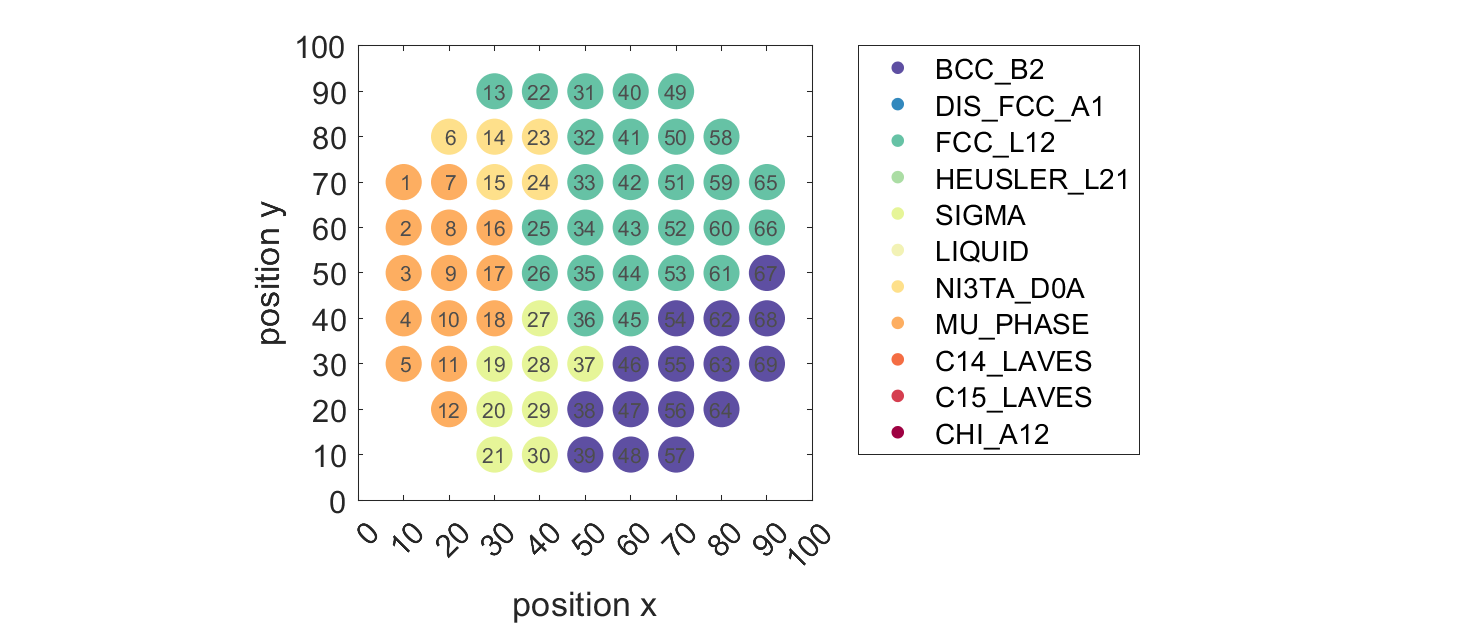 100
90
80
70
60
50
40
30
20
10
0
position y
13 22 31 40 49
6 14 23 32 41 50 58
1 7 15 24 33 42 51 59 65
2 8 16 25 34 43 52 60 66
3 9 17 26 35 44 53 61 67
4 10 18 27 36 45 54 62 68
5 11 19 28 37 46 55 63 69
12 20 29 38 47 56 64
21 30 39 48 57
0 10 20 30 40 50 60 70 80 90 100
position x
BCC_B2
DIS_FCC_A1
FCC_L12
HEUSLER_L21
SIGMA
LIQUID
NI3TA_D0A
MU_PHASE
C14_LAVES
C15_LAVES
CHI_A12